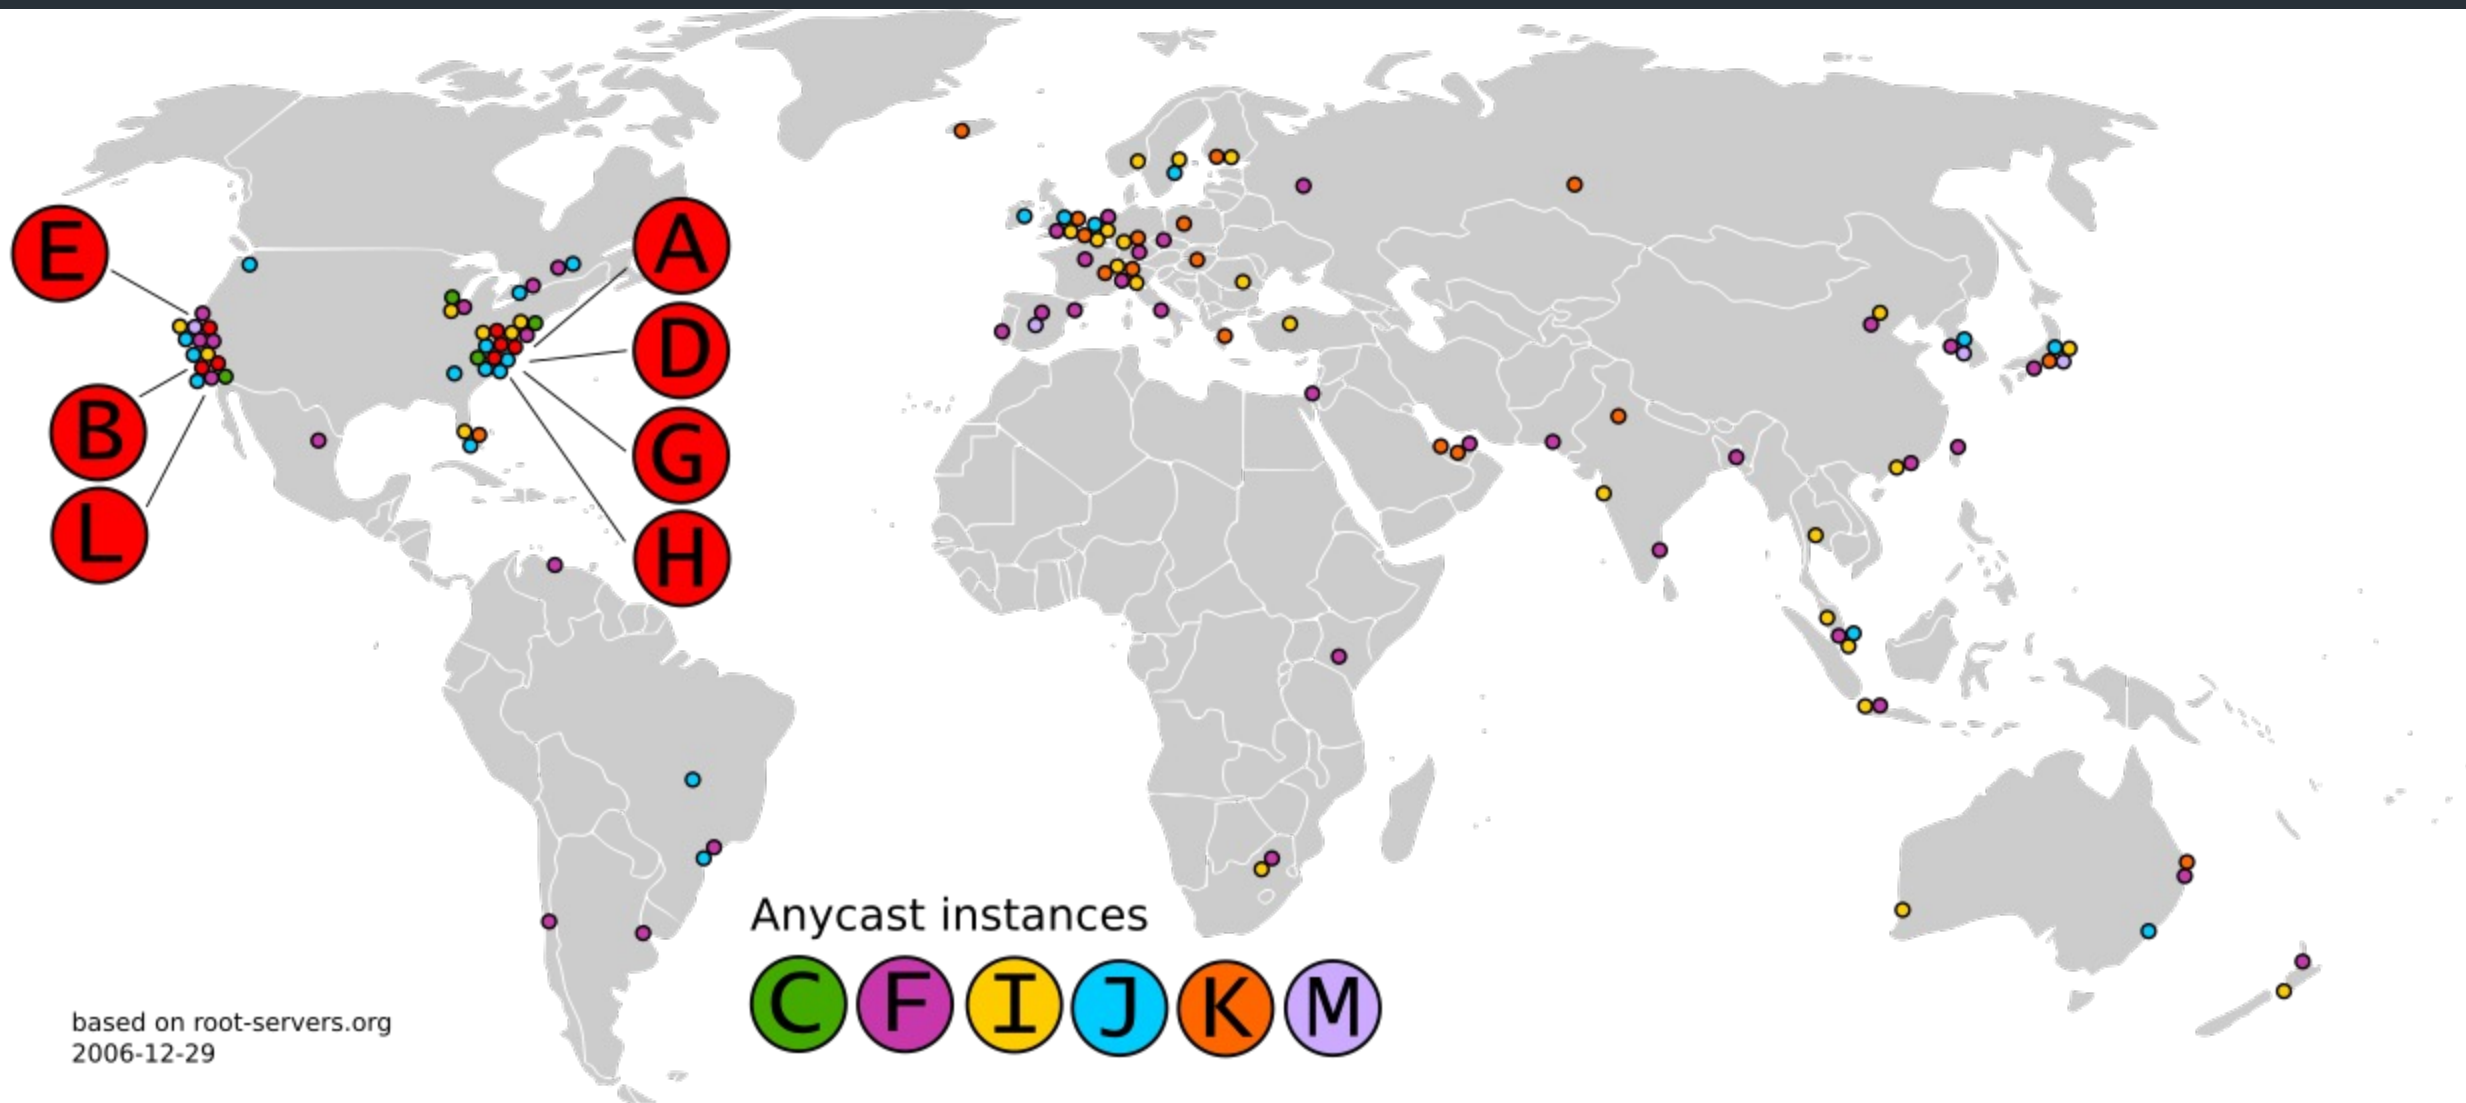 E
B
L
A
D
G
H
Anycast instances
C F I J K M
based on root-servers.org
2006-12-29